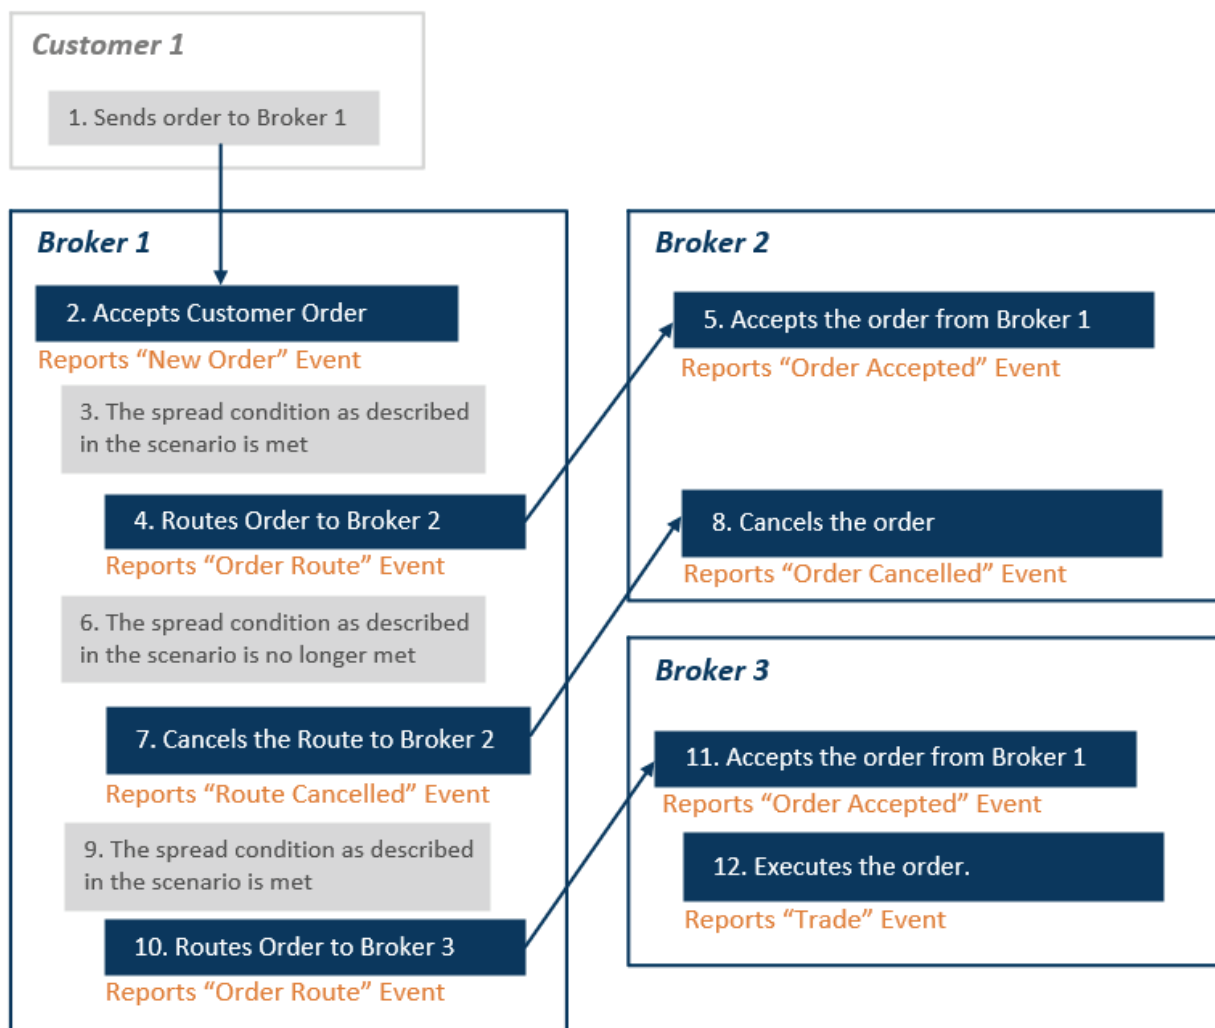 Customer 1
1. Sends order to Broker 1
Broker 1
2. Accepts Customer Order
Reports “New Order” Event
3. The spread condition as described
in the scenario is met
4. Routes Order to Broker 2
Reports “Order Route” Event
6. The spread condition as described
in the scenario is no longer met
7. Cancels the Route to Broker 2
Reports “Route Cancelled” Event
9. The spread condition as described
in the scenario is met
10. Routes Order to Broker 3
Reports “Order Route” Event
Broker 2
5. Accepts the order from Broker 1
Reports “Order Accepted” Event
8. Cancels the order
Reports “Order Cancelled” Event
Broker 3
11. Accepts the order from Broker 1
Reports “Order Accepted” Event
12. Executes the order.
Reports “Trade” Event